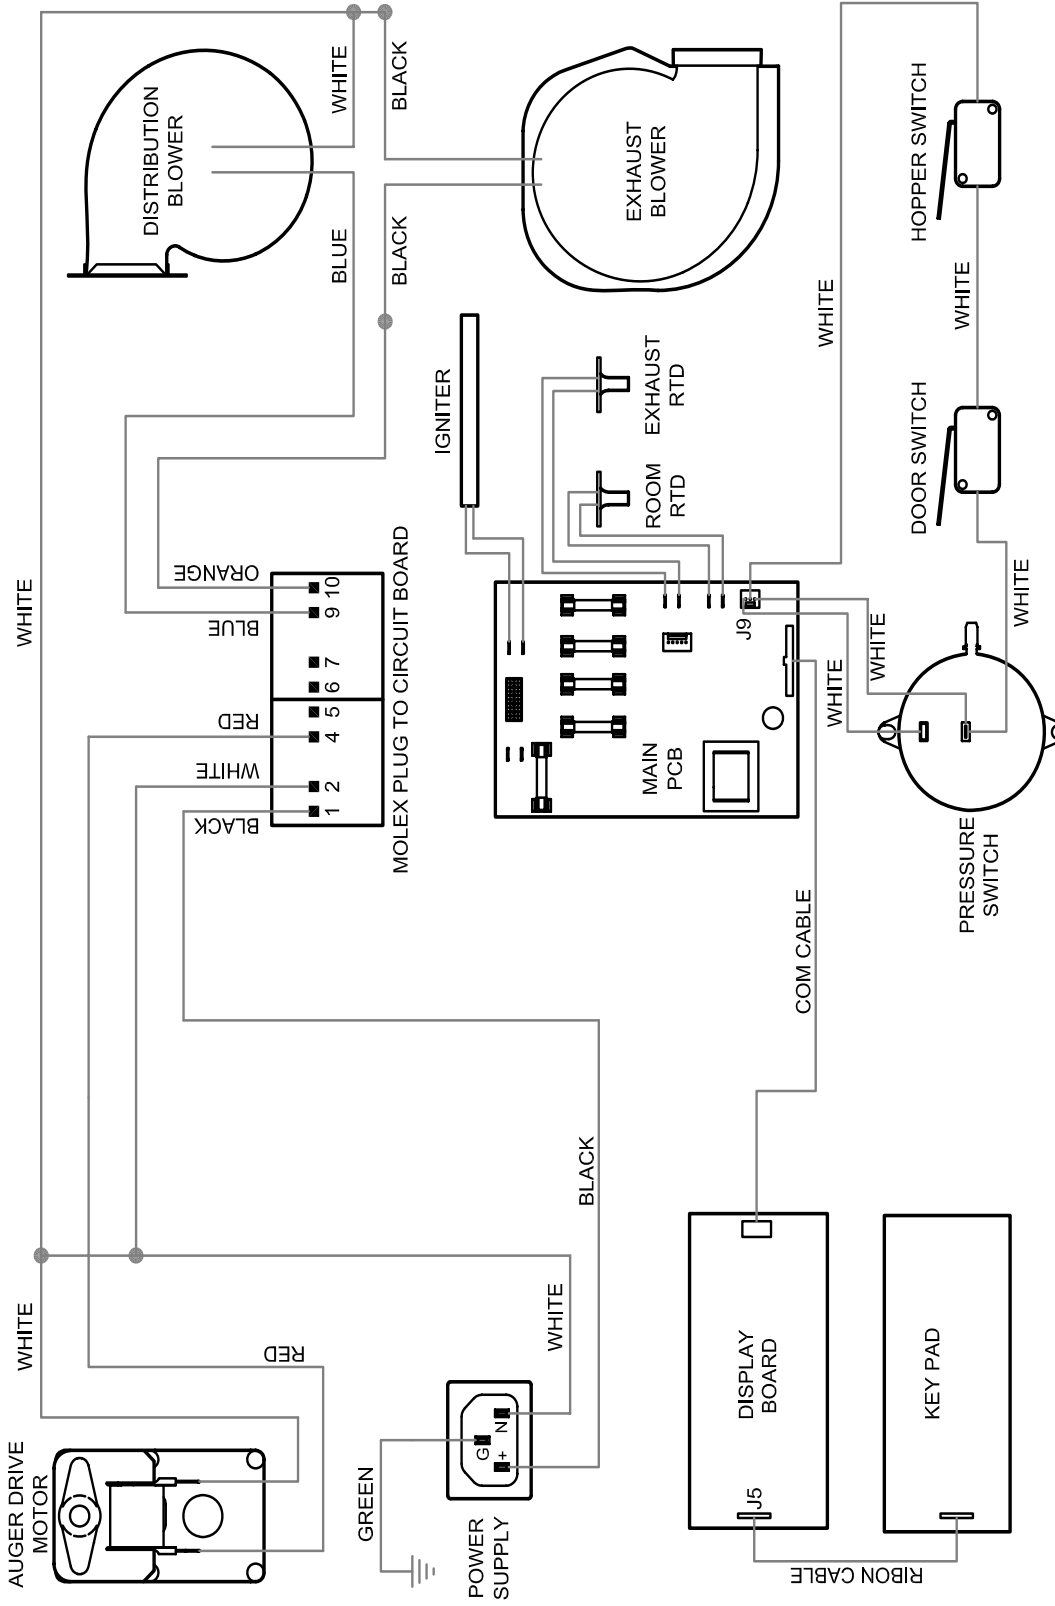 AUGER DRIVE
MOTOR
WHITE
WHITE
RED
GREEN
POWER
SUPPLY
G
N
+
WHITE
BLACK
DISPLAY
BOARD
J5
RIBON CABLE
KEY PAD
COM CABLE
MOLEX PLUG TO CIRCUIT BOARD
BLACK
WHITE
RED
BLUE
ORANGE
1
2
4
5
6
7
9
10
DISTRIBUTION
BLOWER
WHITE
BLUE
BLACK
BLACK
EXHAUST
BLOWER
IGNITER
EXHAUST
RTD
ROOM
RTD
MAIN
PCB
J9
WHITE
WHITE
WHITE
WHITE
WHITE
PRESSURE
SWITCH
DOOR SWITCH
HOPPER SWITCH